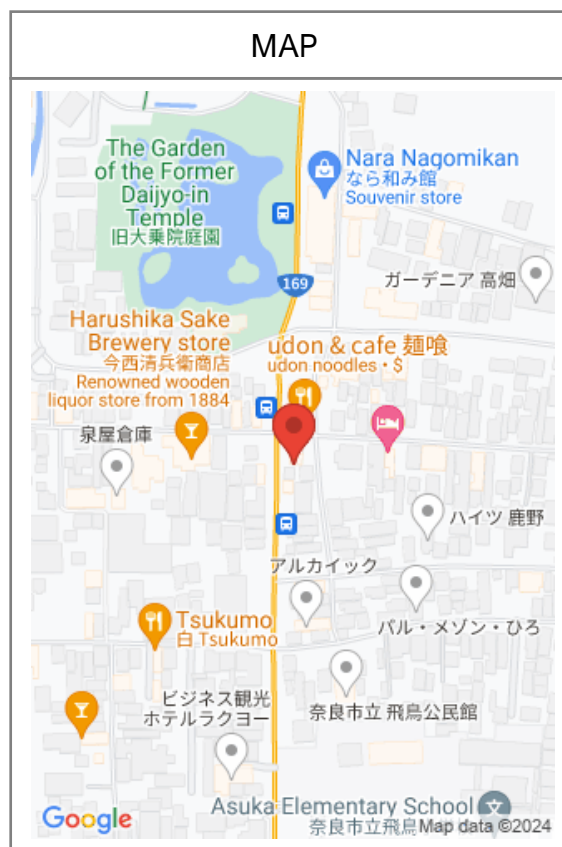 MAP
The Garden
of the Former
Daijyo-in
Temple
旧大乗院庭園
Nara Nagomikan
なら和み館
Souvenir store
169
ガーデニア 高畑
Harushika Sake
Brewery store
今西清兵衛商店
Renowned wooden
liquor store from 1884
udon & cafe 麺喰
udon noodles • $
泉屋倉庫
ハイツ 鹿野
アルカイック
Tsukumo
白 Tsukumo
パル・メゾン・ひろ
ビジネス観光
ホテルラクヨー
奈良市立 飛鳥公民館
Asuka Elementary School
奈良市立飛鳥
Google
Map data ©2024